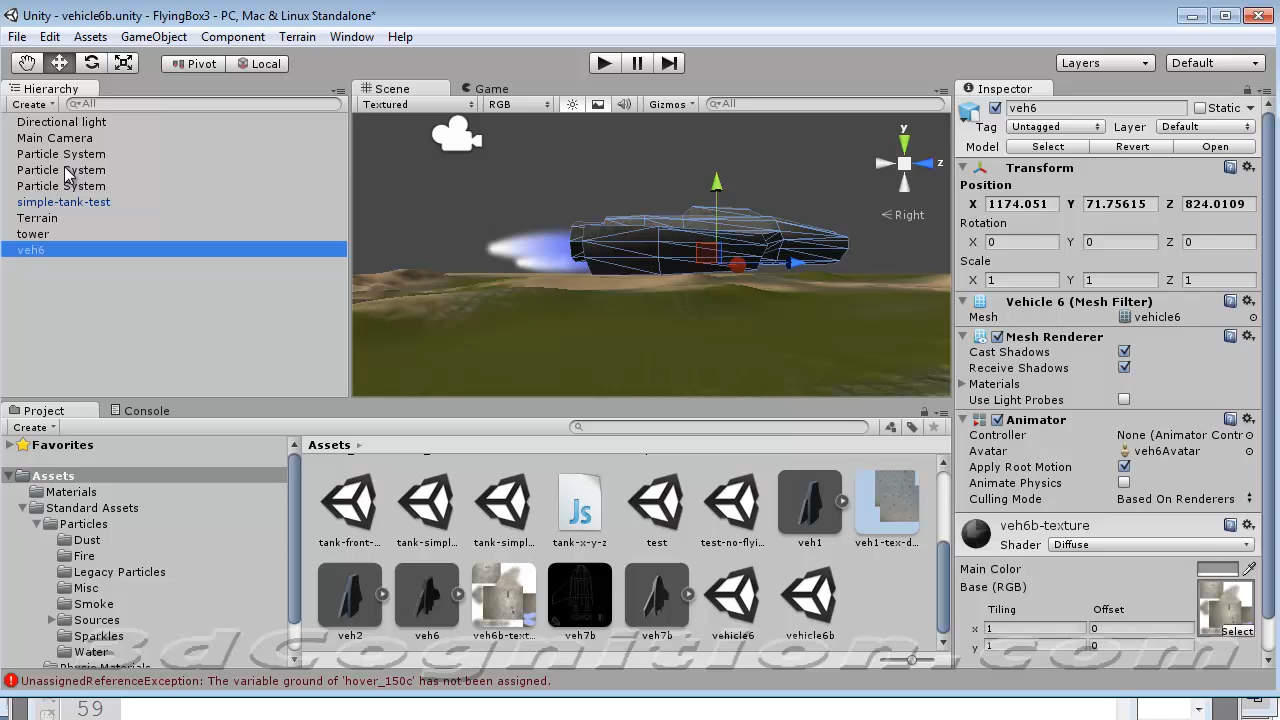 Unity - vehicle6b.unity - FlyingBox3 - PC, Mac & Linux Standalone*
File Edit Assets GameObject Component Terrain Window Help
Pivot Local Layers Default
Hierarchy
Create All
Directional light
Main Camera
Particle System
Particle System
Particle System
simple-tank-test
Terrain
tower
veh6
Scene Game
Textured RGB Gizmos All
y
z
Right
Inspector
veh6 Static
Tag Untagged Layer Default
Model Select Revert Open
Transform
Position
X 1174.051 Y 71.75615 Z 824.0109
Rotation
X 0 Y 0 Z 0
Scale
X 1 Y 1 Z 1
Vehicle 6 (Mesh Filter)
Mesh vehicle6
Mesh Renderer
Cast Shadows
Receive Shadows
Materials
Use Light Probes
Animator
Controller None (Animator Contr
Avatar veh6Avatar
Apply Root Motion
Animate Physics
Culling Mode Based On Renderers
veh6b-texture
Shader Diffuse
Main Color
Base (RGB)
Tiling Offset
x 1 0
y 1 0
Select
Project Console
Create
Favorites
Assets
Materials
Standard Assets
Particles
Dust
Fire
Legacy Particles
Misc
Smoke
Sources
Sparkles
Water
Physic Materials
Assets
tank-front-... tank-simpl... tank-simpl... tank-x-y-z test test-no-flyi... veh1 veh1-tex-d...
Js
veh2 veh6 veh6b-text... veh7b veh7b vehicle6 vehicle6b
3dCognition.com
UnassignedReferenceException: The variable ground of 'hover_150c' has not been assigned.
59